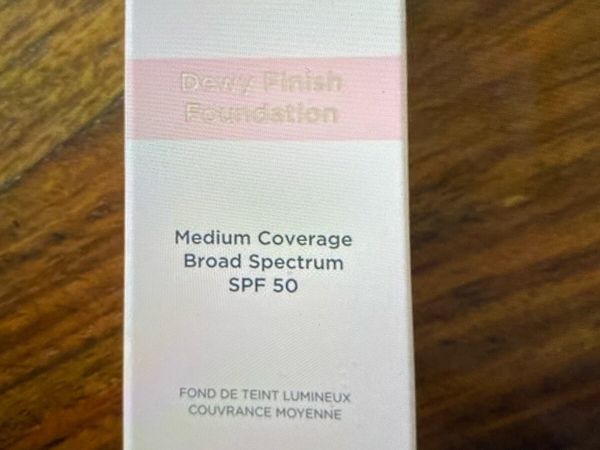 Dewy Finish
Foundation
Medium Coverage
Broad Spectrum
SPF 50
FOND DE TEINT LUMINEUX
COUVRANCE MOYENNE